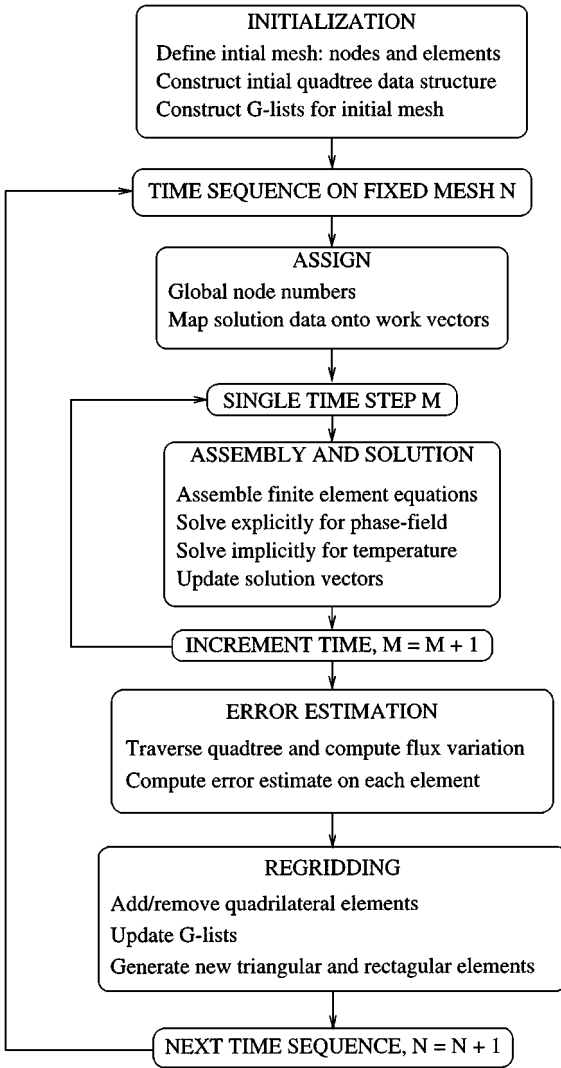 INITIALIZATION
Define intial mesh: nodes and elements
Construct intial quadtree data structure
Construct G-lists for initial mesh
TIME SEQUENCE ON FIXED MESH N
ASSIGN
Global node numbers
Map solution data onto work vectors
SINGLE TIME STEP M
ASSEMBLY AND SOLUTION
Assemble finite element equations
Solve explicitly for phase-field
Solve implicitly for temperature
Update solution vectors
INCREMENT TIME, M = M + 1
ERROR ESTIMATION
Traverse quadtree and compute flux variation
Compute error estimate on each element
REGRIDDING
Add/remove quadrilateral elements
Update G-lists
Generate new triangular and rectagular elements
NEXT TIME SEQUENCE, N = N + 1